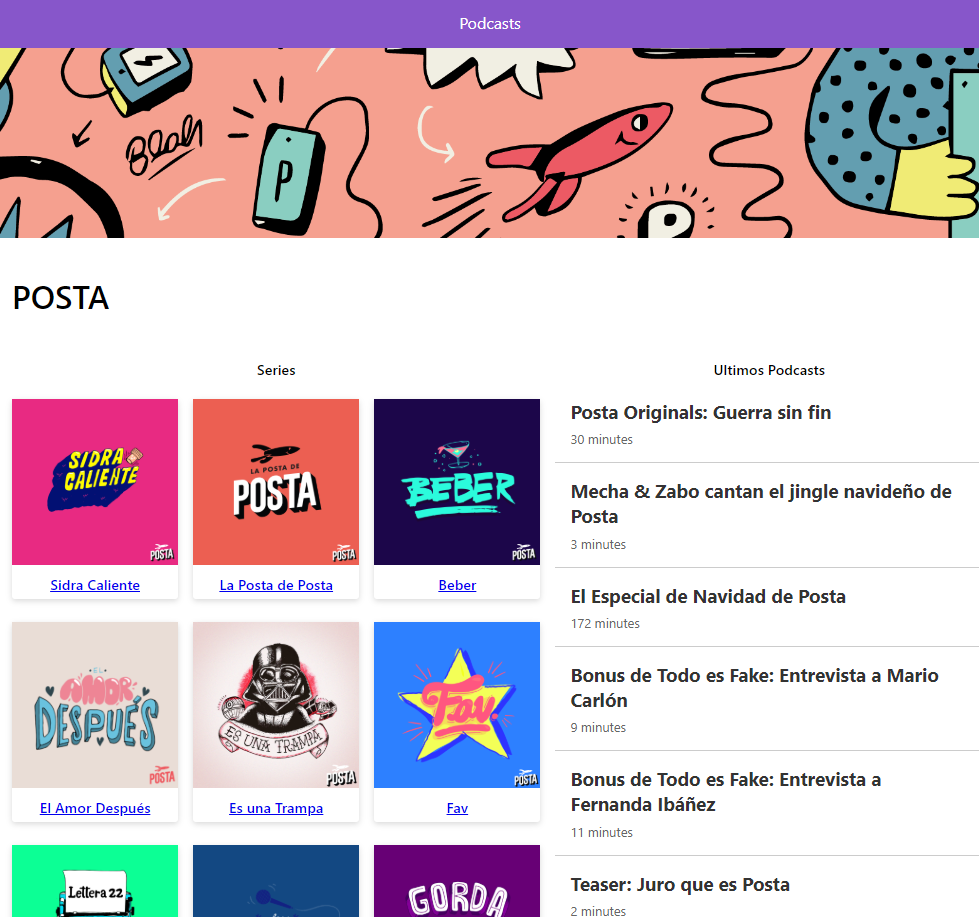 Podcasts
Blah
P
P
POSTA
Series
SIDRA
CALIENTE
POSTA
Sidra Caliente
LA POSTA DE
POSTA
POSTA
La Posta de Posta
BEBER
POSTA
Beber
EL
AMOR
DESPUÉS
POSTA
El Amor Después
ES UNA TRAMPA
POSTA
Es una Trampa
Fav.
POSTA
Fav
Lettera 22
GORDA
Ultimos Podcasts
Posta Originals: Guerra sin fin
30 minutes
Mecha & Zabo cantan el jingle navideño de
Posta
3 minutes
El Especial de Navidad de Posta
172 minutes
Bonus de Todo es Fake: Entrevista a Mario
Carlón
9 minutes
Bonus de Todo es Fake: Entrevista a
Fernanda Ibáñez
11 minutes
Teaser: Juro que es Posta
2 minutes